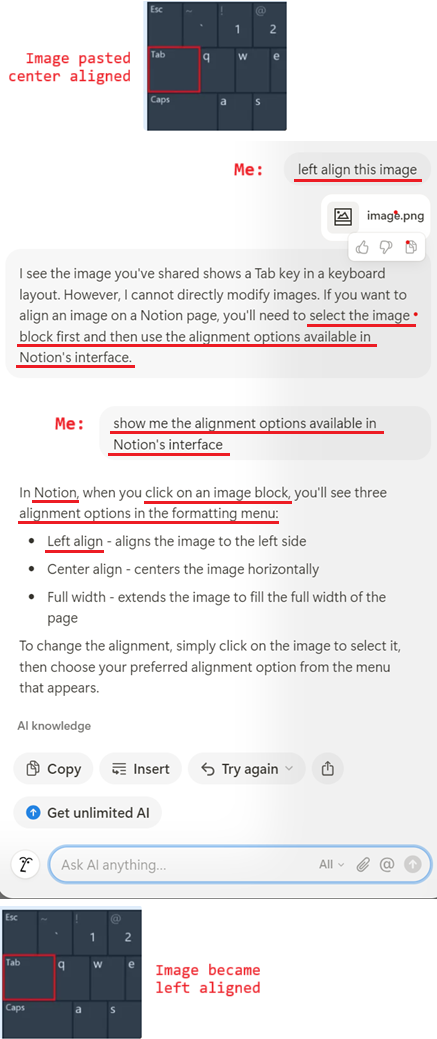 Esc ~ ! @
` 1 2
Image pasted
center aligned
Tab q w e
Caps a s
Me: left align this image
image.png
I see the image you've shared shows a Tab key in a keyboard
layout. However, I cannot directly modify images. If you want to
align an image on a Notion page, you'll need to select the image
block first and then use the alignment options available in
Notion's interface.
Me: show me the alignment options available in
Notion's interface
In Notion, when you click on an image block, you'll see three
alignment options in the formatting menu:
• Left align - aligns the image to the left side
• Center align - centers the image horizontally
• Full width - extends the image to fill the full width of the
page
To change the alignment, simply click on the image to select it,
then choose your preferred alignment option from the menu
that appears.
AI knowledge
Copy Insert Try again
Get unlimited AI
Ask AI anything... All @
Esc ~ ! @
` 1 2
Tab q w e
Image became
left aligned
Caps a s